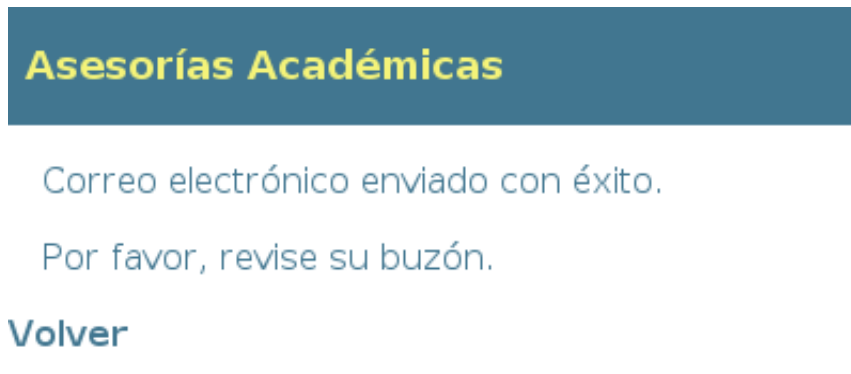 Asesorías Académicas
Correo electrónico enviado con éxito.
Por favor, revise su buzón.
Volver